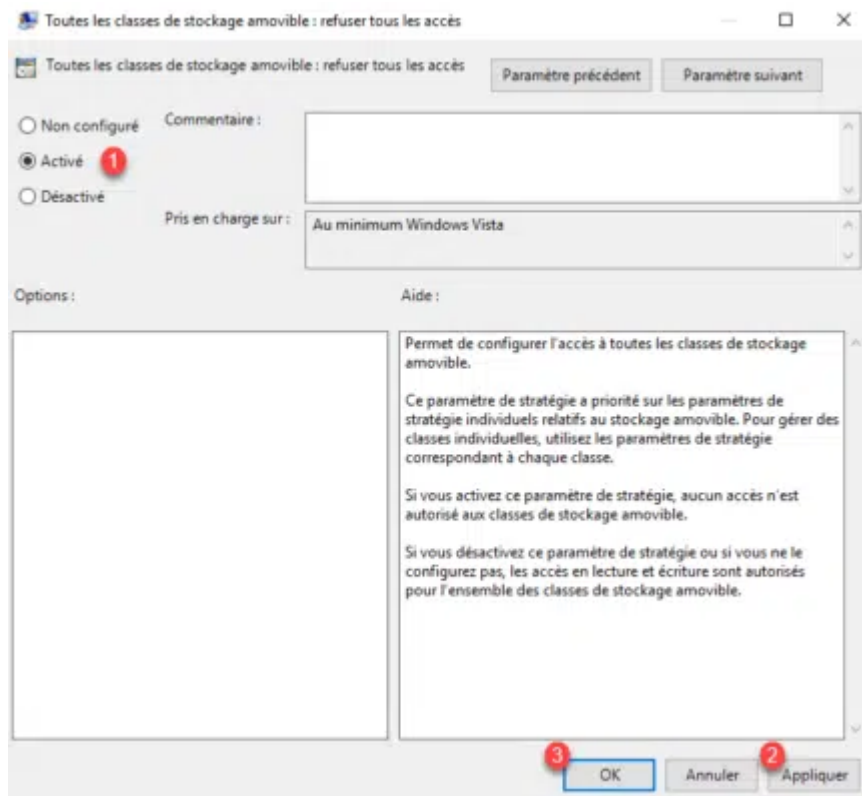 Toutes les classes de stockage amovible : refuser tous les accès
Toutes les classes de stockage amovible : refuser tous les accès
Paramètre précédent
Paramètre suivant
Non configuré
Commentaire :
Activé
1
Désactivé
Pris en charge sur :
Au minimum Windows Vista
Options :
Aide :
Permet de configurer l'accès à toutes les classes de stockage
amovible.
Ce paramètre de stratégie a priorité sur les paramètres de
stratégie individuels relatifs au stockage amovible. Pour gérer des
classes individuelles, utilisez les paramètres de stratégie
correspondant à chaque classe.
Si vous activez ce paramètre de stratégie, aucun accès n'est
autorisé aux classes de stockage amovible.
Si vous désactivez ce paramètre de stratégie ou si vous ne le
configurez pas, les accès en lecture et écriture sont autorisés
pour l'ensemble des classes de stockage amovible.
3
OK
Annuler
2
Appliquer